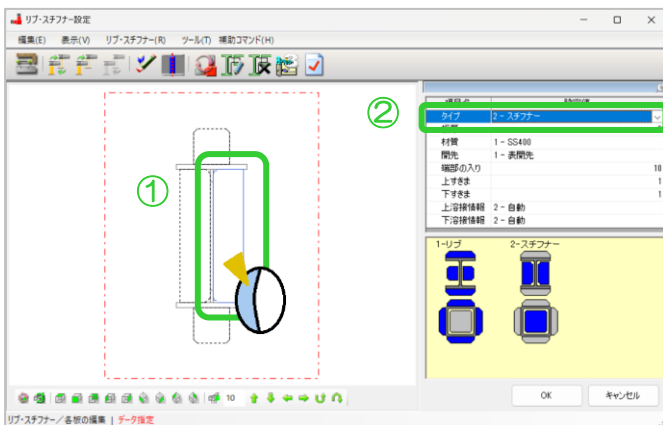 リブ・スチフナー設定
編集(E) 表示(V) リブ・スチフナー(R) ツール(T) 補助コマンド(H)
①
②
タイプ 2 - スチフナー
材質 1 - SS400
開先 1 - 表開先
端部の入り 10
上すきま 1
下すきま 1
上溶接情報 2 - 自動
下溶接情報 2 - 自動
1-リブ 2-スチフナー
10
OK キャンセル
リブ・スチフナー/各板の編集 | データ指定